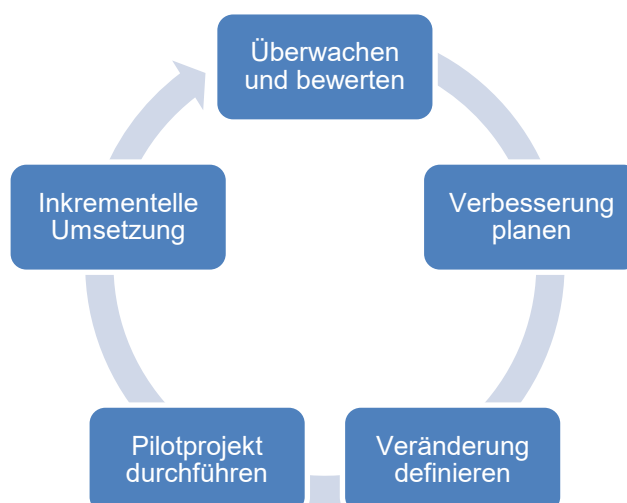 Überwachen
und bewerten
Verbesserung
planen
Veränderung
definieren
Pilotprojekt
durchführen
Inkrementelle
Umsetzung